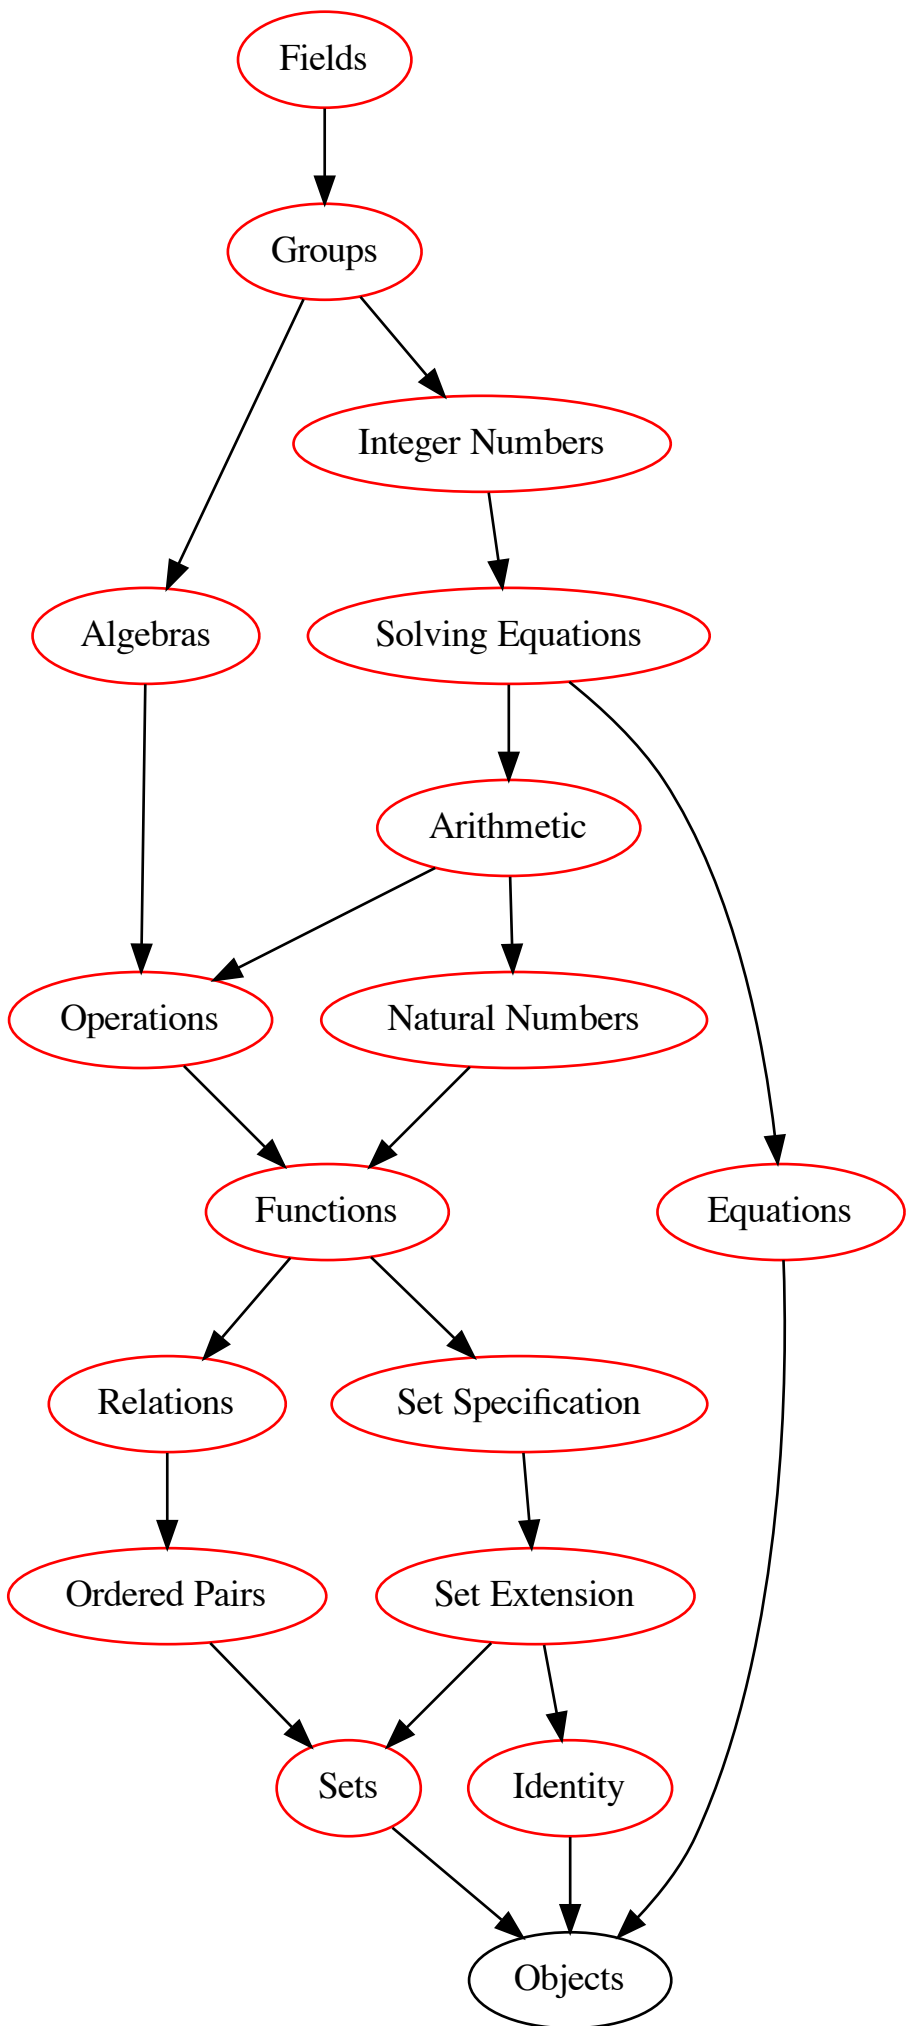 Fields
Groups
Integer Numbers
Algebras
Solving Equations
Arithmetic
Operations
Natural Numbers
Functions
Equations
Relations
Set Specification
Ordered Pairs
Set Extension
Sets
Identity
Objects